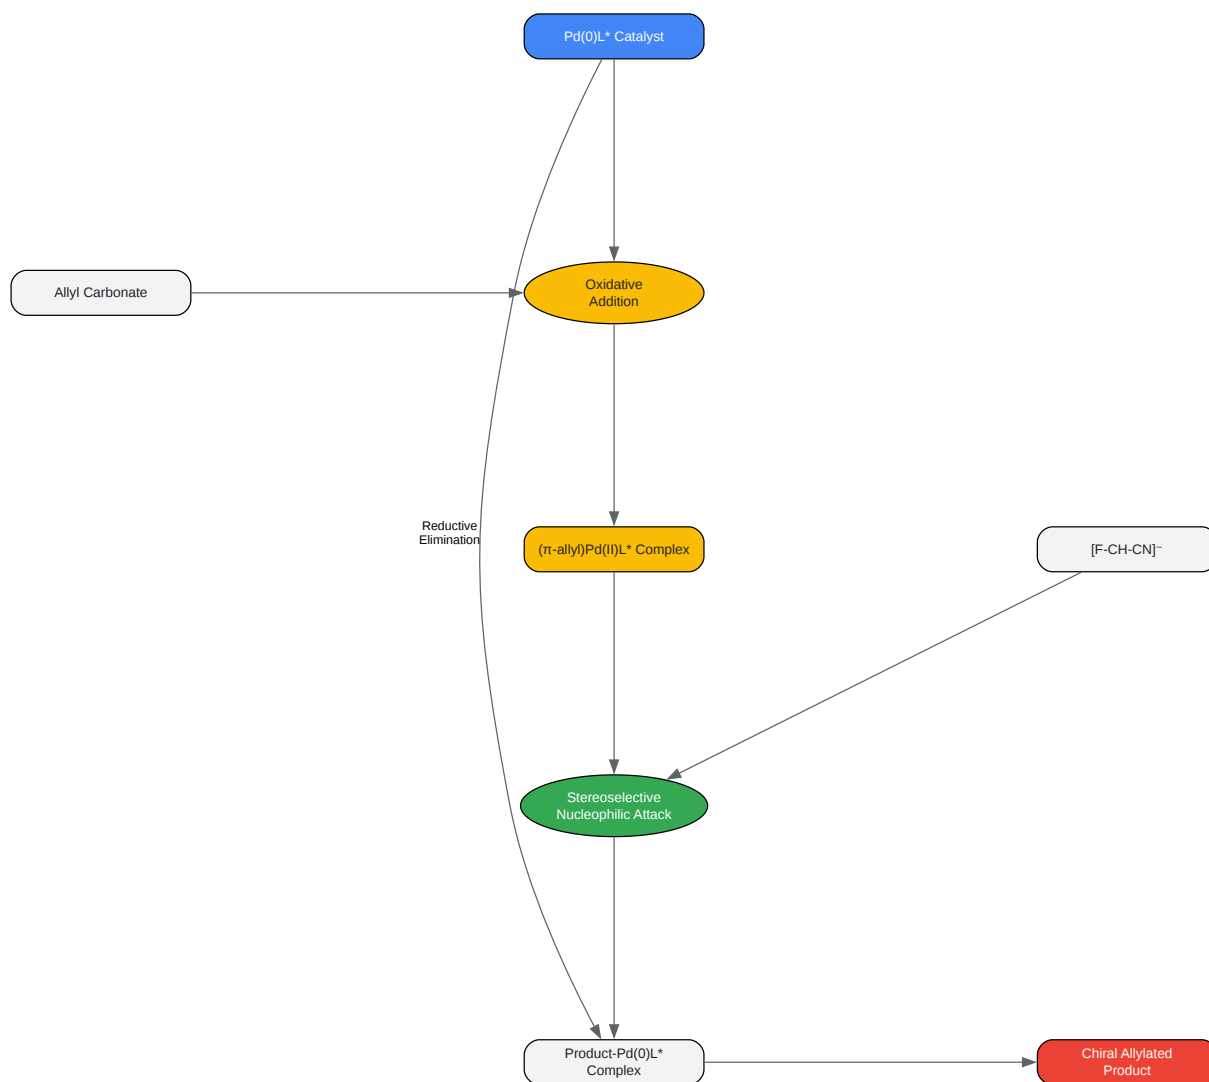 Pd(0)L* Catalyst
Oxidative
Addition
Allyl Carbonate
Reductive
Elimination
(π-allyl)Pd(II)L* Complex
[F-CH-CN]⁻
Stereoselective
Nucleophilic Attack
Product-Pd(0)L*
Complex
Chiral Allylated
Product